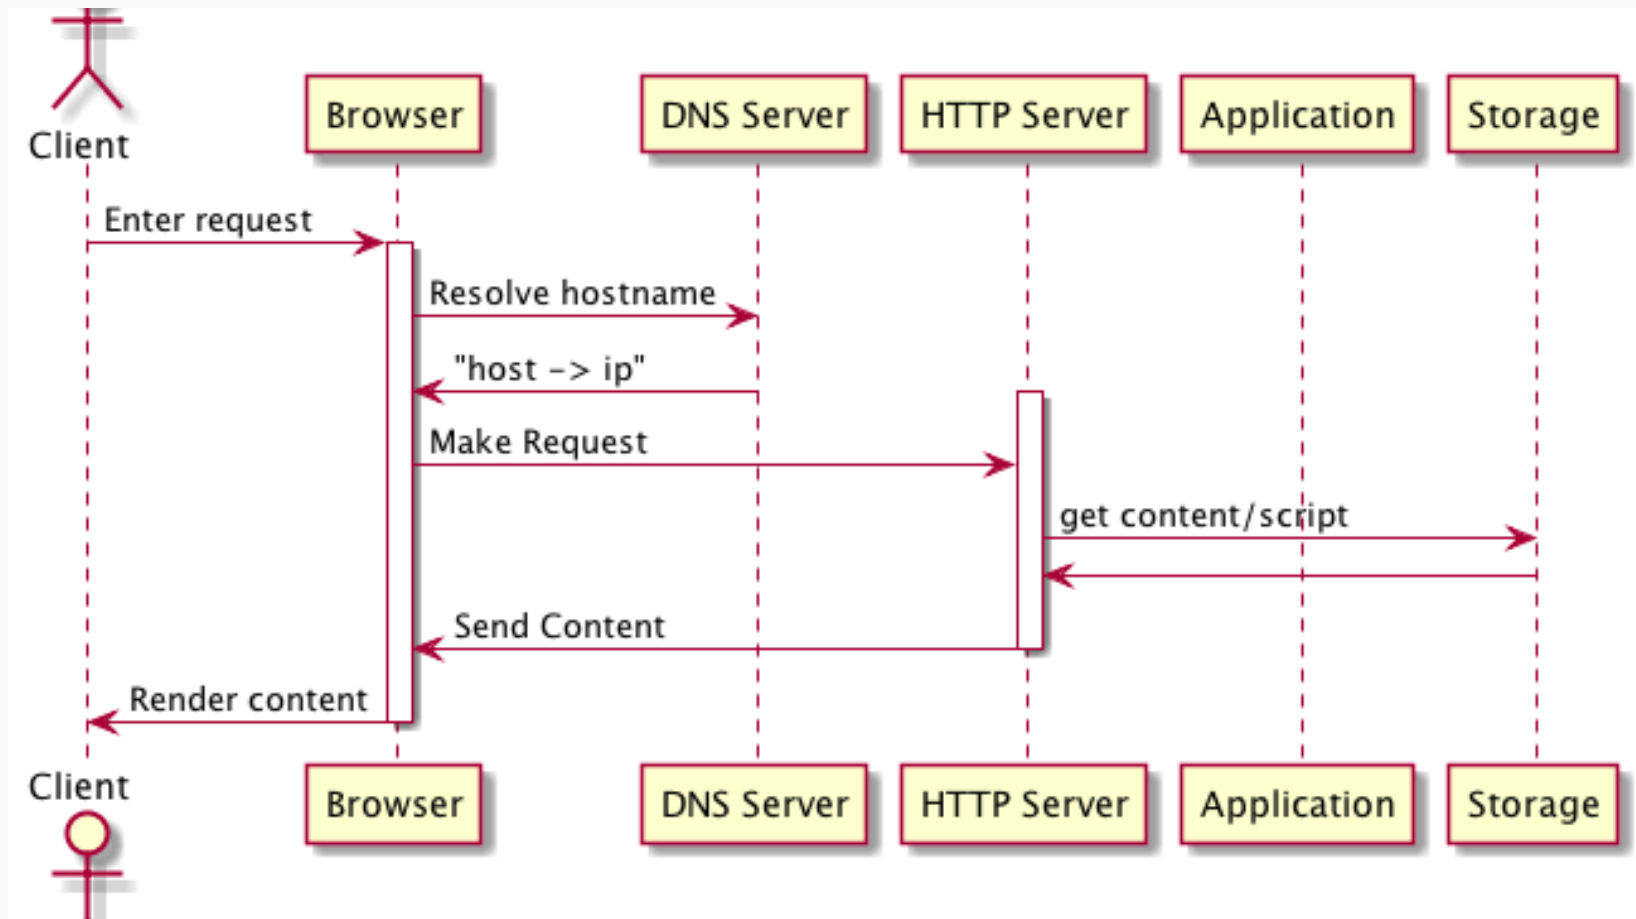 Client
Browser
DNS Server
HTTP Server
Application
Storage
Enter request
Resolve hostname
"host -> ip"
Make Request
get content/script
Send Content
Render content
Client
Browser
DNS Server
HTTP Server
Application
Storage